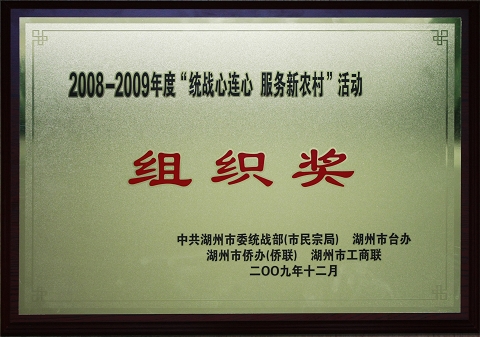 2008-2009年度“统战心连心 服务新农村”活动
组织奖
中共湖州市委统战部(市民宗局) 湖州市台办
湖州市侨办(侨联) 湖州市工商联
二〇〇九年十二月